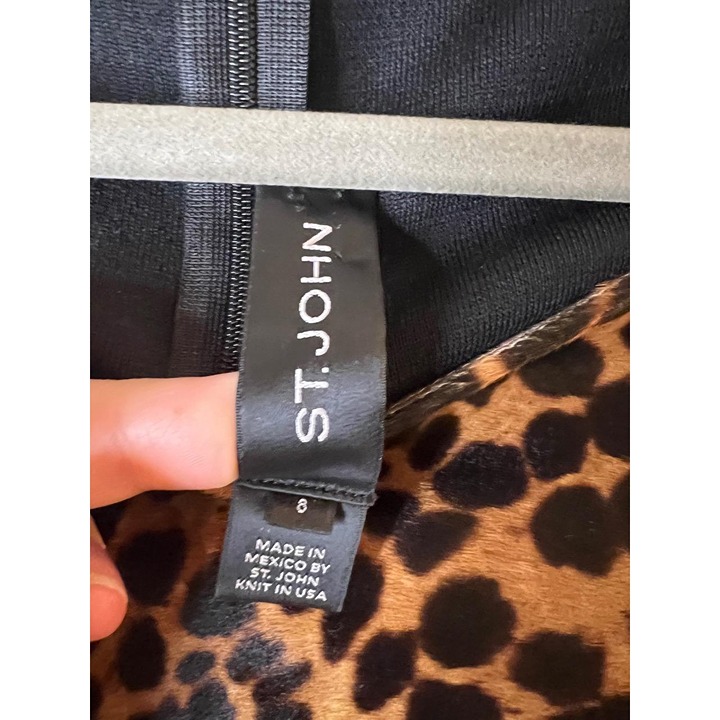 ST. JOHN
8
MADE IN
MEXICO BY
ST. JOHN
KNIT IN USA